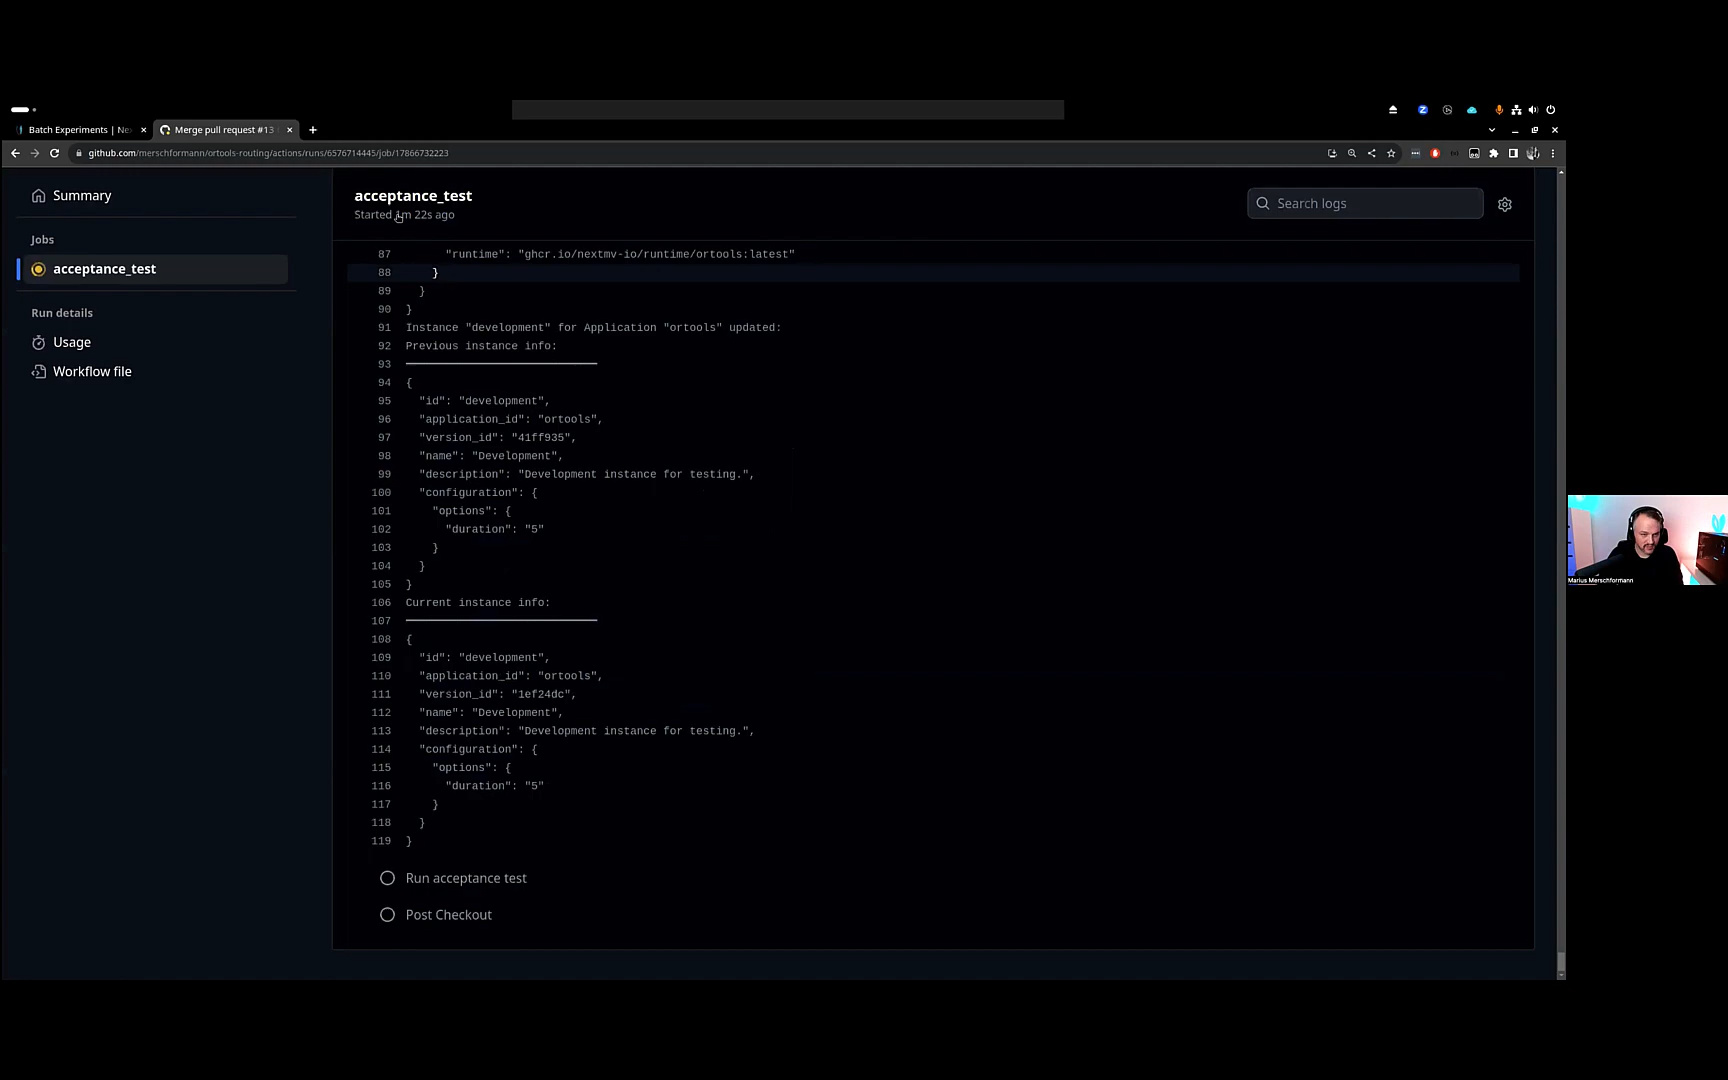 Batch Experiments | Ne
Merge pull request #13
github.com/merschformann/ortools-routing/actions/runs/6576714445/job/17866732223
Summary
Jobs
acceptance_test
Run details
Usage
Workflow file
acceptance_test
Started 1m 22s ago
Search logs
87 "runtime": "ghcr.io/nextmv-io/runtime/ortools:latest"
88 }
89 }
90 }
91 Instance "development" for Application "ortools" updated:
92 Previous instance info:
93
94 {
95 "id": "development",
96 "application_id": "ortools",
97 "version_id": "41ff935",
98 "name": "Development",
99 "description": "Development instance for testing.",
100 "configuration": {
101 "options": {
102 "duration": "5"
103 }
104 }
105 }
106 Current instance info:
107
108 {
109 "id": "development",
110 "application_id": "ortools",
111 "version_id": "1ef24dc",
112 "name": "Development",
113 "description": "Development instance for testing.",
114 "configuration": {
115 "options": {
116 "duration": "5"
117 }
118 }
119 }
Run acceptance test
Post Checkout
Marius Merschformann